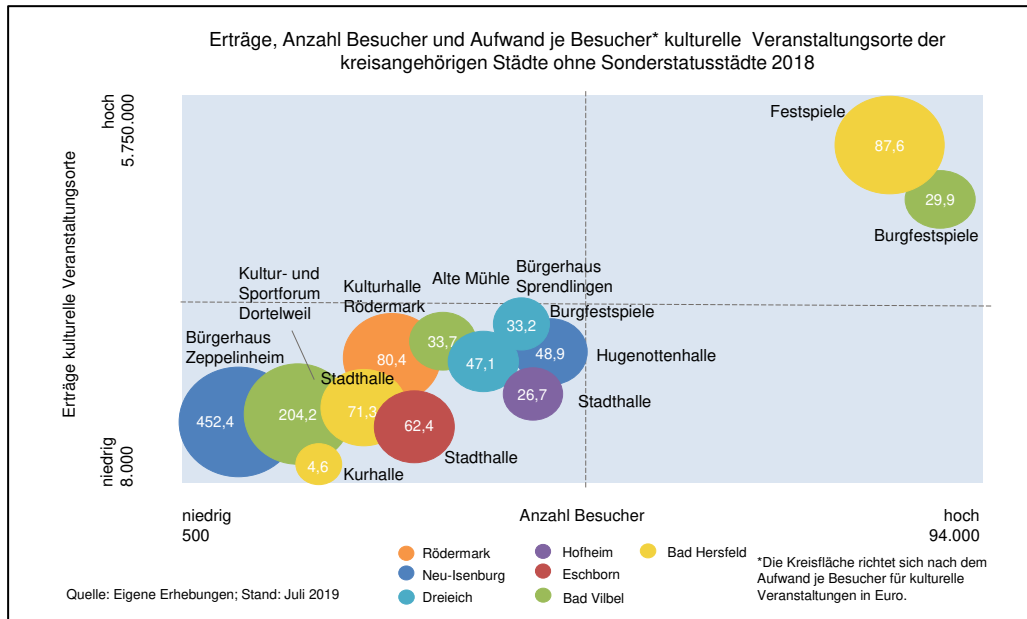 Erträge, Anzahl Besucher und Aufwand je Besucher* kulturelle Veranstaltungsorte der
kreisangehörigen Städte ohne Sonderstatusstädte 2018
hoch
5.750.000
Erträge kulturelle Veranstaltungsorte
niedrig
8.000
Festspiele
87,6
29,9
Burgfestspiele
Kultur- und
Sportforum
Dortelweil
Kulturhalle
Rödermark
Alte Mühle
Bürgerhaus
Sprendlingen
Bürgerhaus
Zeppelinheim
33,2
Burgfestspiele
33,7
80,4
47,1
48,9
Hugenottenhalle
Stadthalle
26,7
Stadthalle
452,4
204,2
71,3
62,4
Stadthalle
4,6
Kurhalle
niedrig
500
Anzahl Besucher
hoch
94.000
Rödermark
Neu-Isenburg
Dreieich
Hofheim
Eschborn
Bad Vilbel
Bad Hersfeld
*Die Kreisfläche richtet sich nach dem
Aufwand je Besucher für kulturelle
Veranstaltungen in Euro.
Quelle: Eigene Erhebungen; Stand: Juli 2019